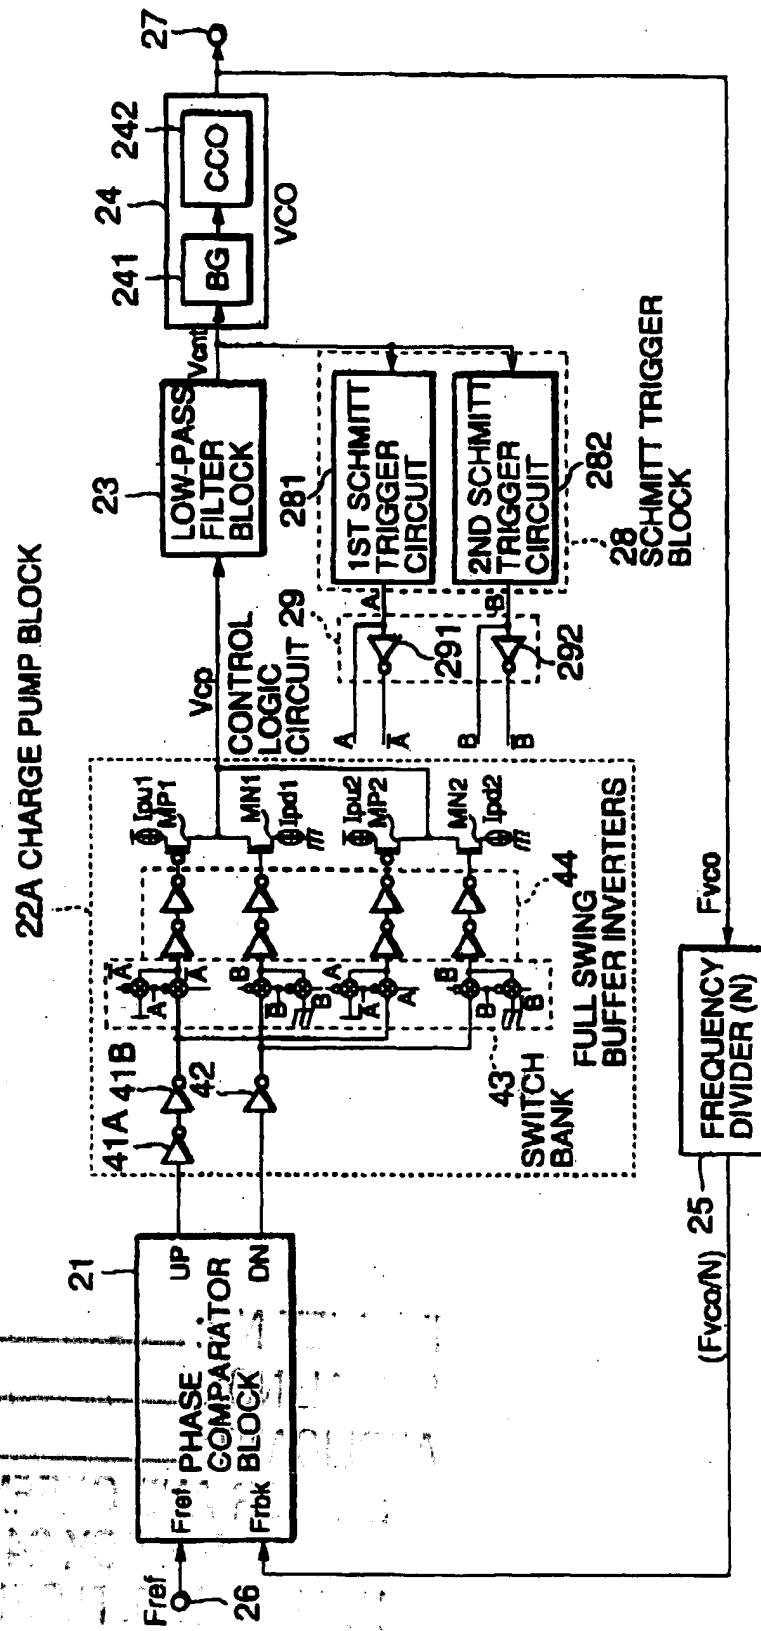 22A CHARGE PUMP BLOCK
Fref
26
Fref
Frbk
PHASE
COMPARATOR
BLOCK
UP
DN
21
41A
41B
42
43
SWITCH
BANK
FULL SWING
BUFFER INVERTERS
44
A̅
A
A̅
B
B̅
B
A
A̅
A
B̅
B
B̅
Ipu1
MP1
MN1
Ipd1
Ipu2
MP2
MN2
Ipd2
Vcp
CONTROL
LOGIC
CIRCUIT 29
A
A̅
B
B̅
291
292
A
B
23
LOW-PASS
FILTER
BLOCK
Vcnt
281
1ST SCHMITT
TRIGGER
CIRCUIT
2ND SCHMITT
TRIGGER
CIRCUIT
282
28
SCHMITT TRIGGER
BLOCK
241
24
242
BG
CCO
VCO
27
Fvco
FREQUENCY
DIVIDER (N)
25
(Fvco/N)